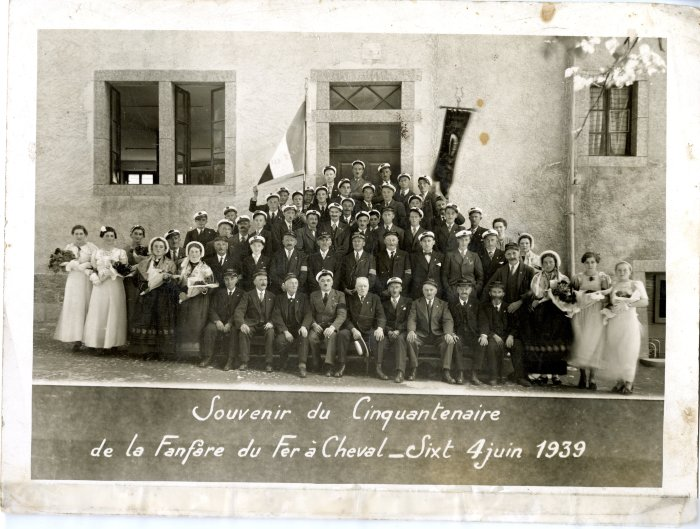 Souvenir du Cinquantenaire
de la Fanfare du Fer à Cheval _ Sixt 4 juin 1939